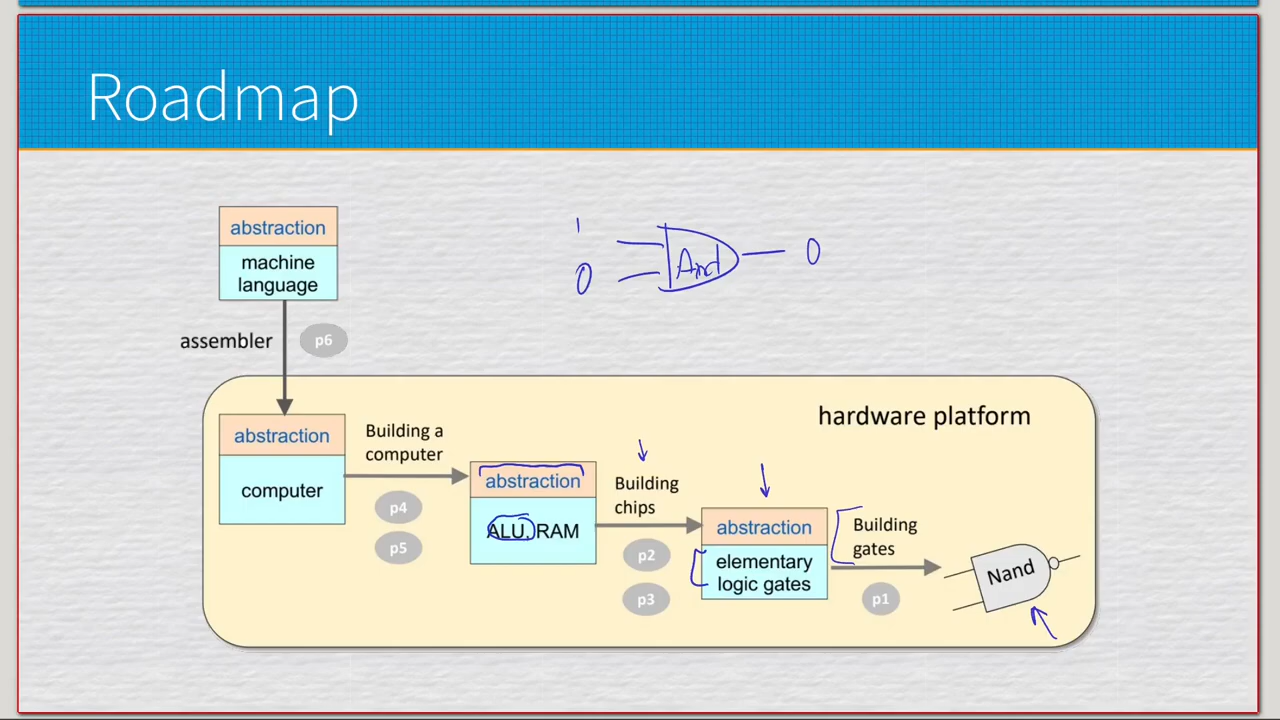 Roadmap
abstraction
machine
language
1
0
And
0
assembler
p6
hardware platform
abstraction
computer
Building a
computer
p4
p5
abstraction
ALU, RAM
Building
chips
p2
p3
abstraction
elementary
logic gates
Building
gates
p1
Nand